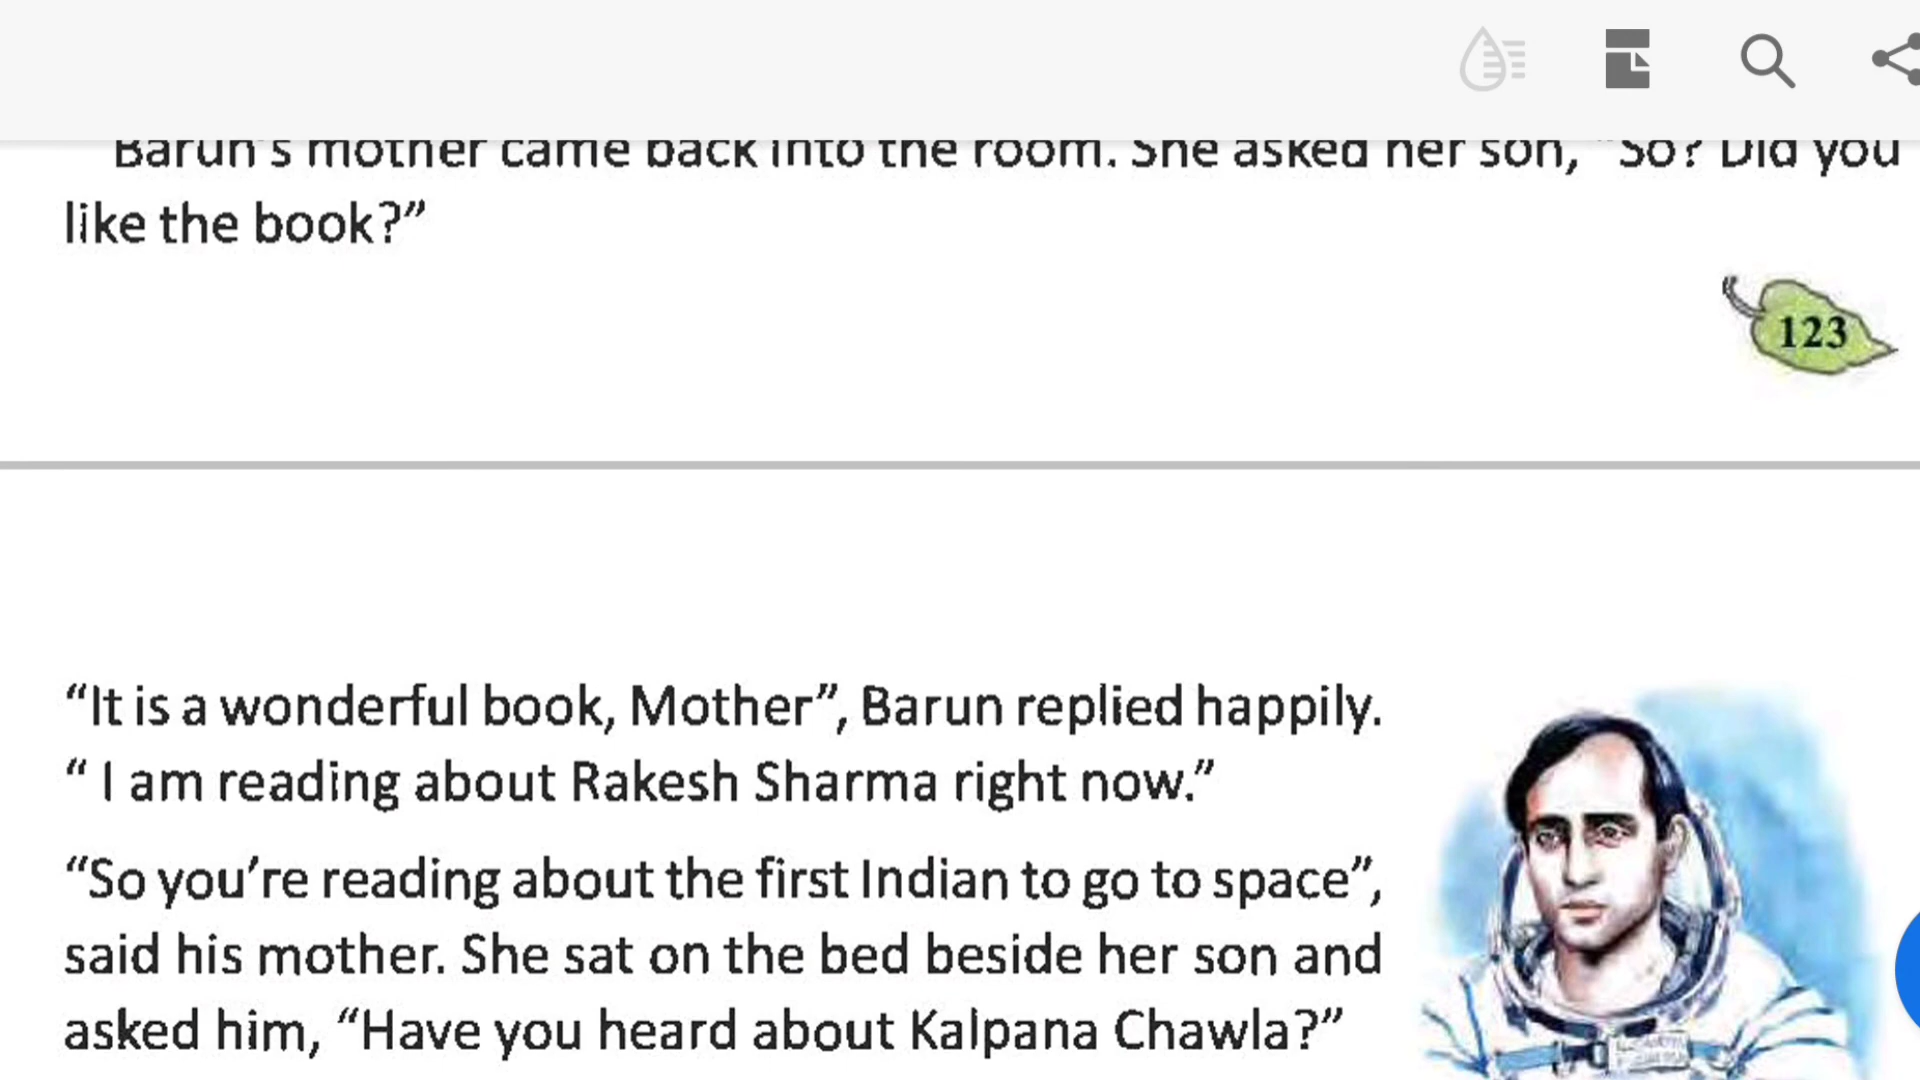 Barun's mother came back into the room. She asked her son, "So? Did you
like the book?”
123
“It is a wonderful book, Mother”, Barun replied happily.
“ I am reading about Rakesh Sharma right now.”
“So you’re reading about the first Indian to go to space”,
said his mother. She sat on the bed beside her son and
asked him, “Have you heard about Kalpana Chawla?”